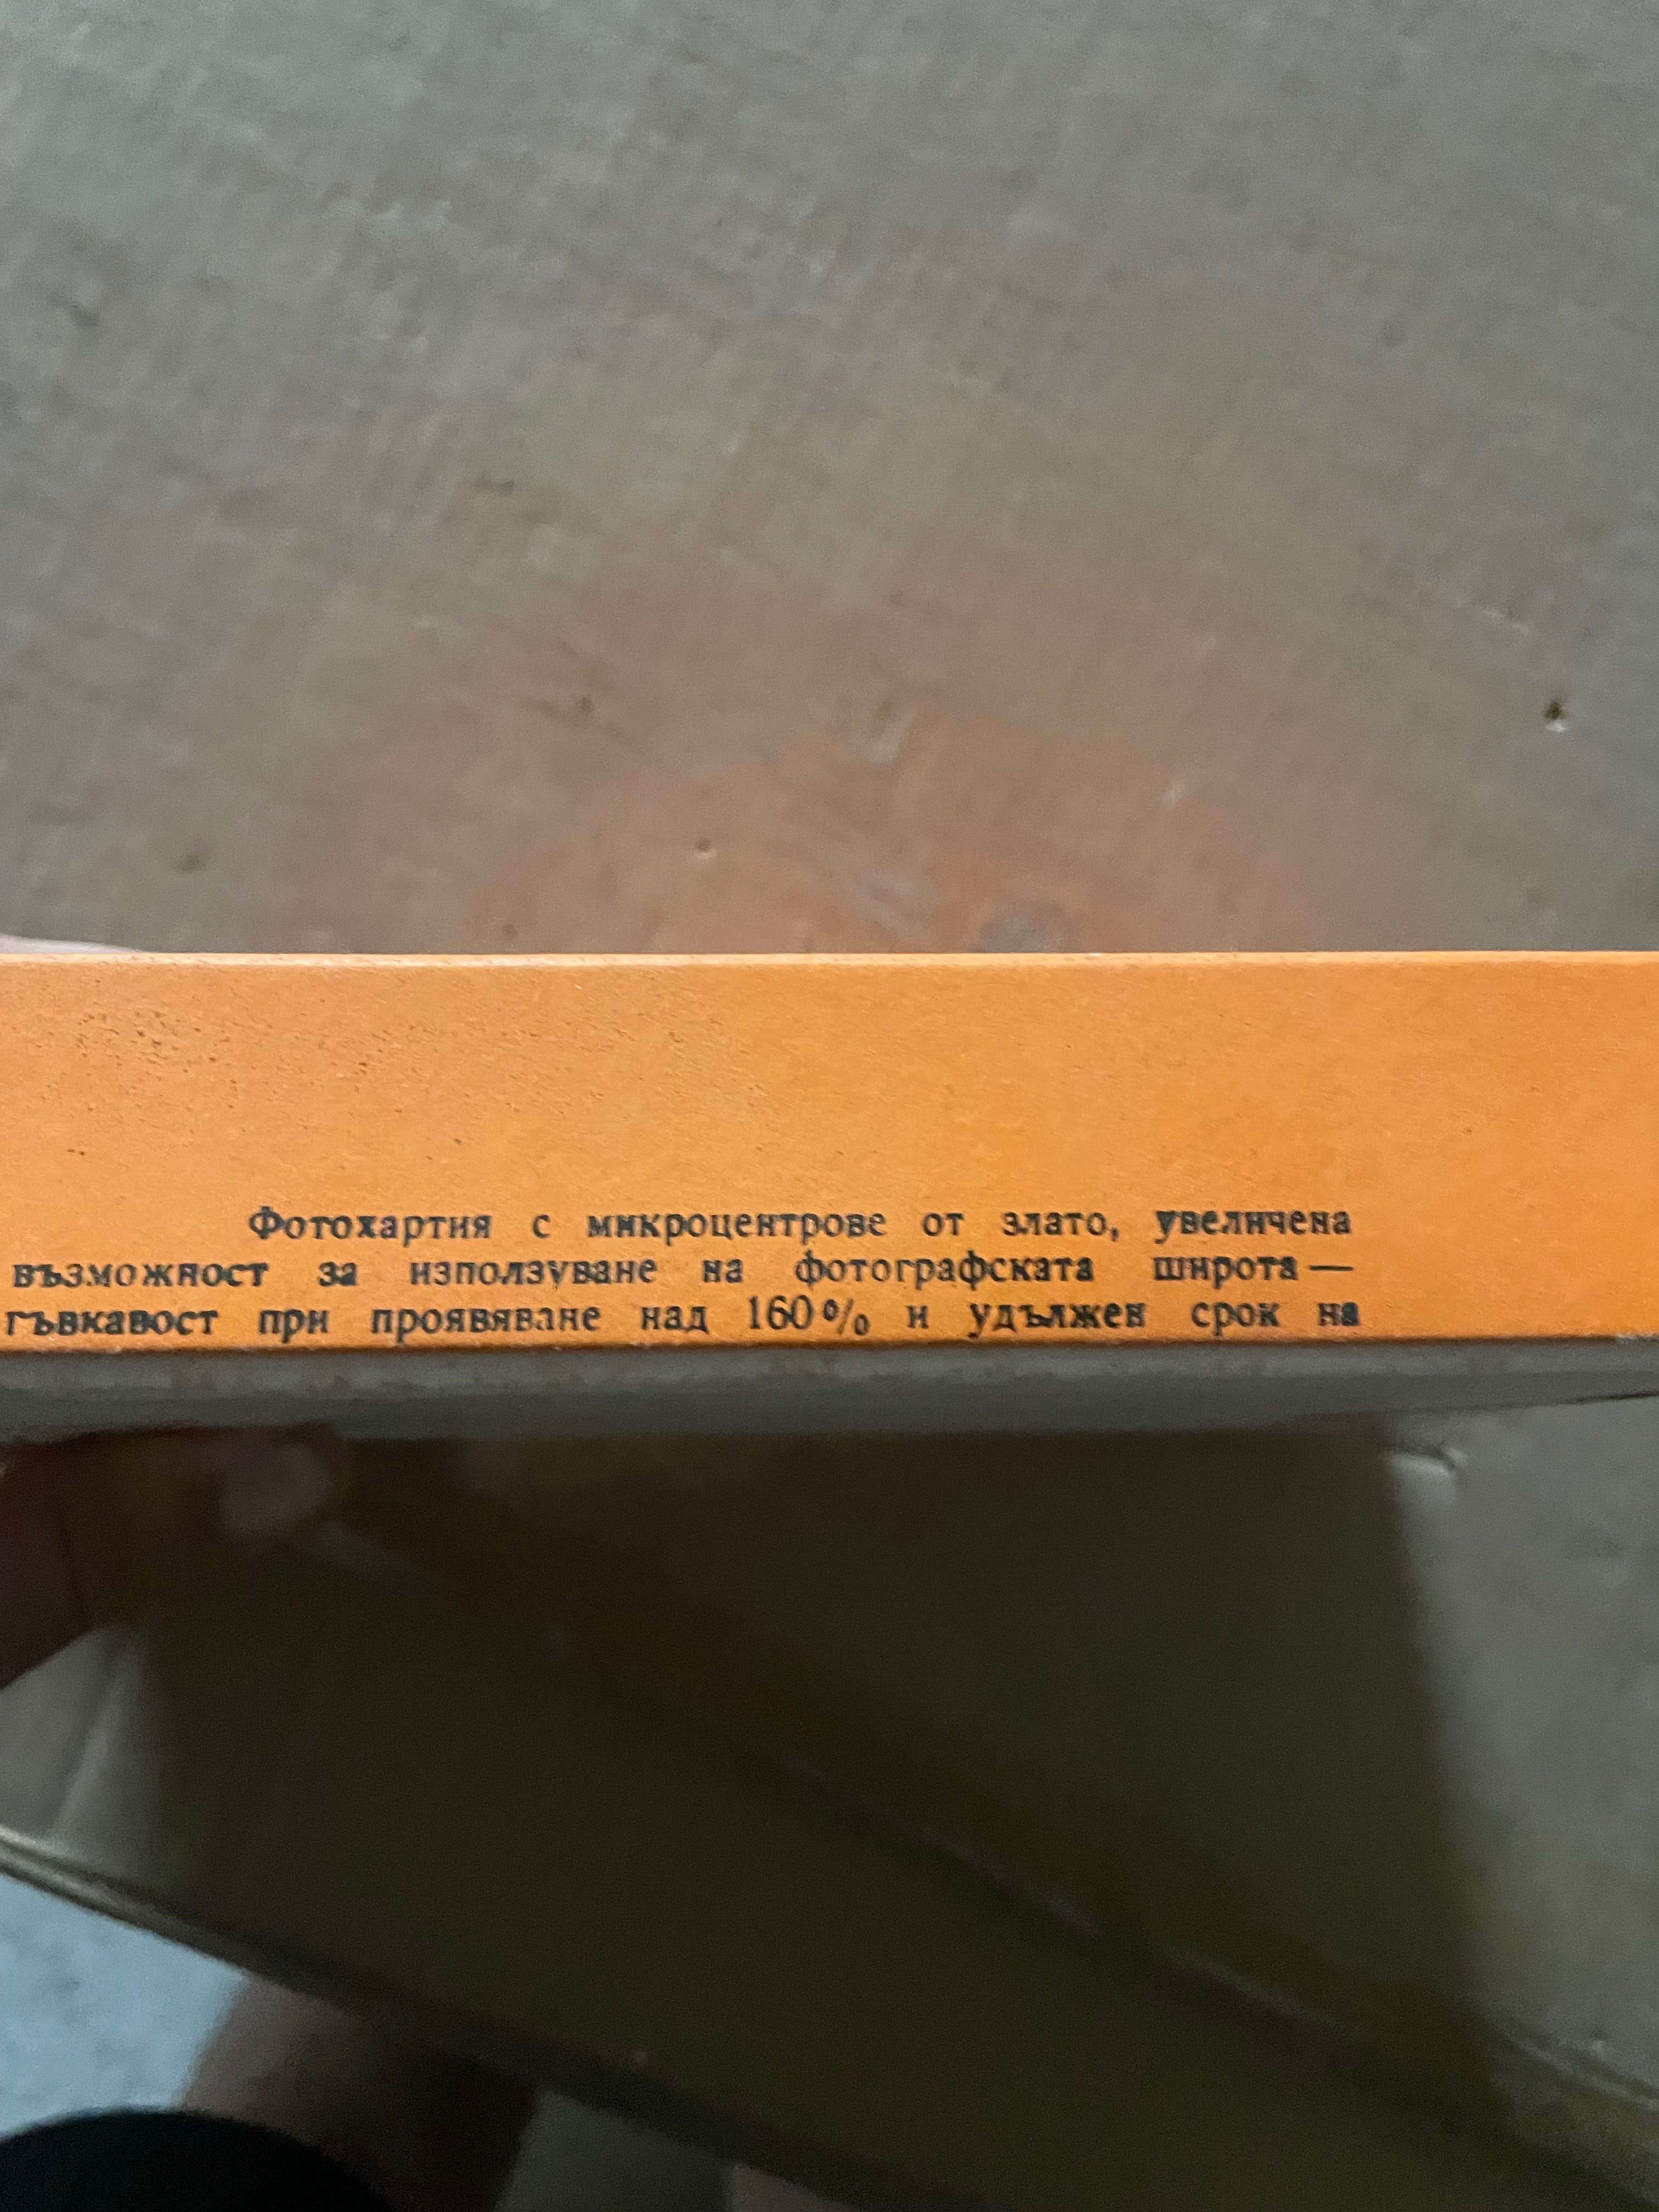 Фотохартия с микроцентрове от злато, увеличена
възможност за използуване на фотографската широта —
гъвкавост при проявяване над 160% и удължен срок на